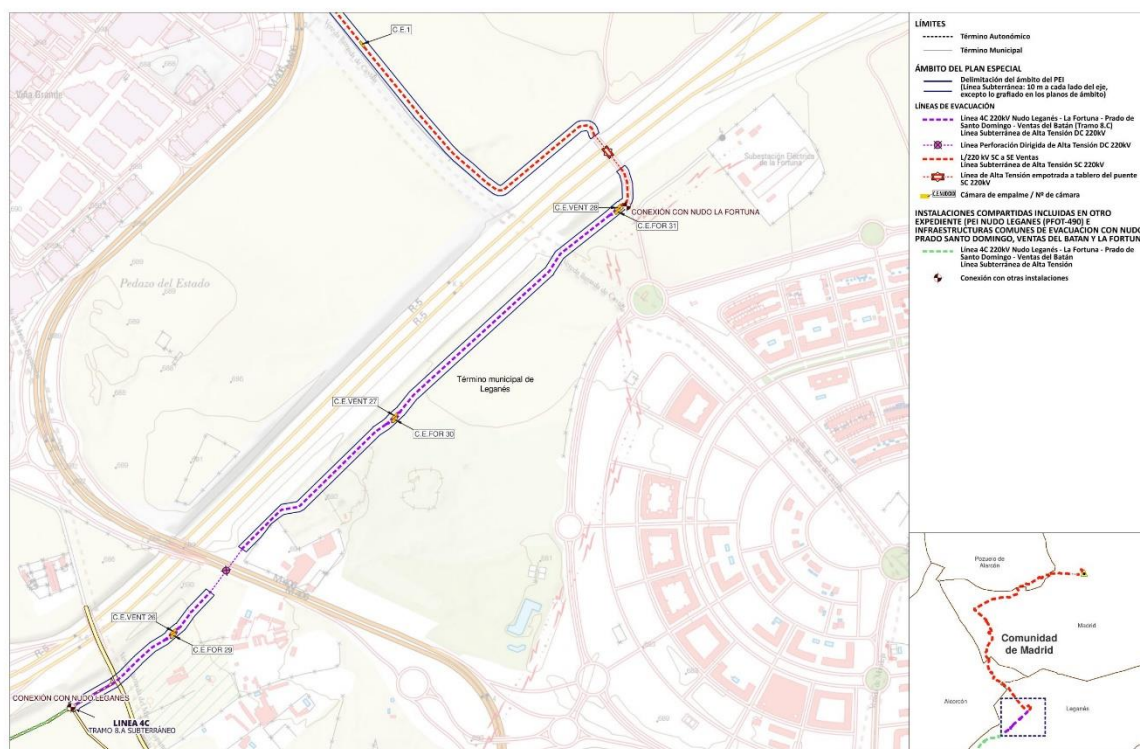 C.E.1
Villa Grande
Subestación Eléctrica
de la Fortuna
C.E.VENT 28
CONEXIÓN CON NUDO LA FORTUNA
C.E.FOR 31
Pedazo del Estado
R-5
R-5
Término municipal de
Leganés
C.E.VENT 27
C.E.FOR 30
C.E.VENT 26
C.E.FOR 29
R-5
CONEXIÓN CON NUDO LEGANÉS
LINEA 4C
TRAMO 8.A SUBTERRÁNEO
LÍMITES
Término Autonómico
Término Municipal
ÁMBITO DEL PLAN ESPECIAL
Delimitación del ámbito del PEI
(Línea Subterránea: 10 m a cada lado del eje,
excepto lo grafiado en los planos de ámbito)
LÍNEAS DE EVACUACIÓN
Línea 4C 220kV Nudo Leganés - La Fortuna - Prado de
Santo Domingo - Ventas del Batán (Tramo 8.C)
Línea Subterránea de Alta Tensión DC 220kV
Línea Perforación Dirigida de Alta Tensión DC 220kV
L/220 kV SC a SE Ventas
Línea Subterránea de Alta Tensión SC 220kV
Línea de Alta Tensión empotrada a tablero del puente
SC 220kV
Cámara de empalme / Nº de cámara
INSTALACIONES COMPARTIDAS INCLUIDAS EN OTRO
EXPEDIENTE (PEI NUDO LEGANÉS (PFOT-490) E
INFRAESTRUCTURAS COMUNES DE EVACUACION CON NUDO
PRADO SANTO DOMINGO, VENTAS DEL BATAN Y LA FORTUN
Línea 4C 220kV Nudo Leganés - La Fortuna - Prado de
Santo Domingo - Ventas del Batán
Línea Subterránea de Alta Tensión
Conexión con otras instalaciones
Pozuelo de
Alarcón
Madrid
Comunidad
de Madrid
Alcorcón
Leganés